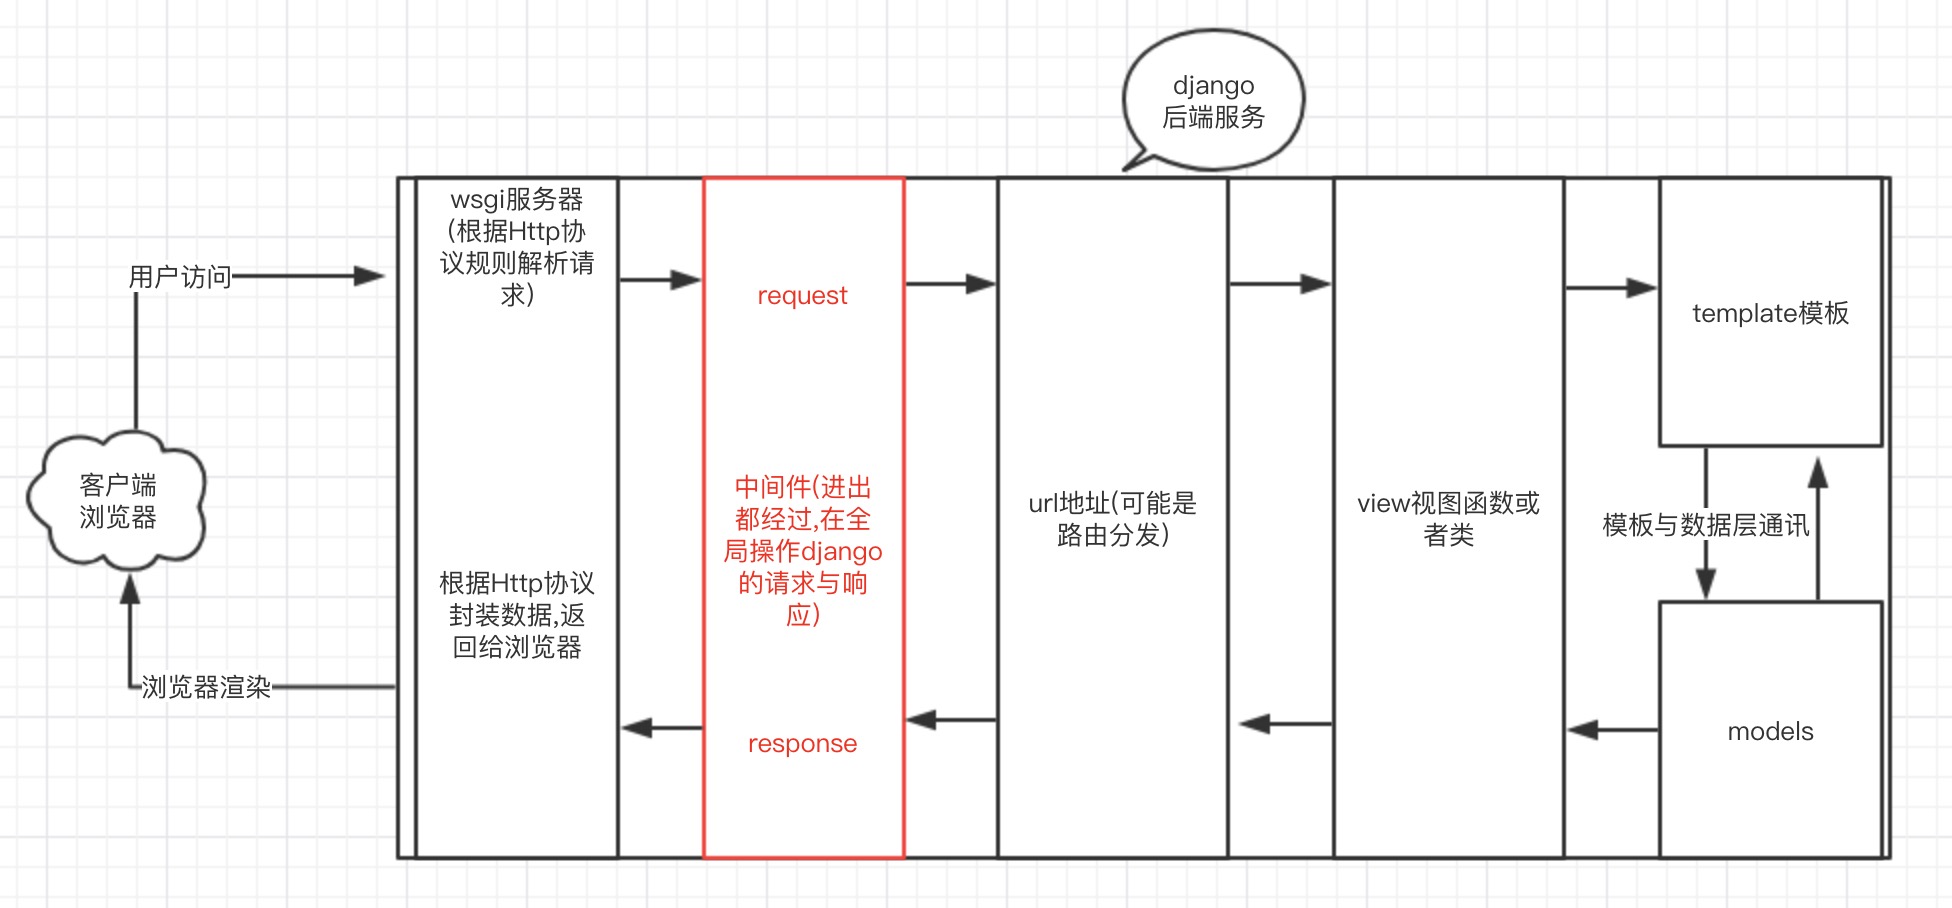 django
后端服务
wsgi服务器
(根据Http协
议规则解析请
求)
用户访问
request
template模板
客户端
浏览器
中间件(进出
都经过,在全
局操作django
的请求与响
应)
url地址(可能是
路由分发)
view视图函数或
者类
模板与数据层通讯
根据Http协议
封装数据,返
回给浏览器
浏览器渲染
response
models